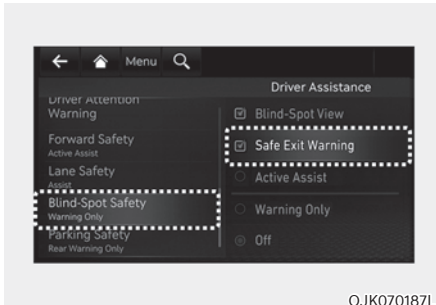 Menu
Driver Assistance
Driver Attention
Warning
Forward Safety
Active Assist
Lane Safety
Assist
Blind-Spot Safety
Warning Only
Parking Safety
Rear Warning Only
Blind-Spot View
Safe Exit Warning
Active Assist
Warning Only
Off
OJK070187L